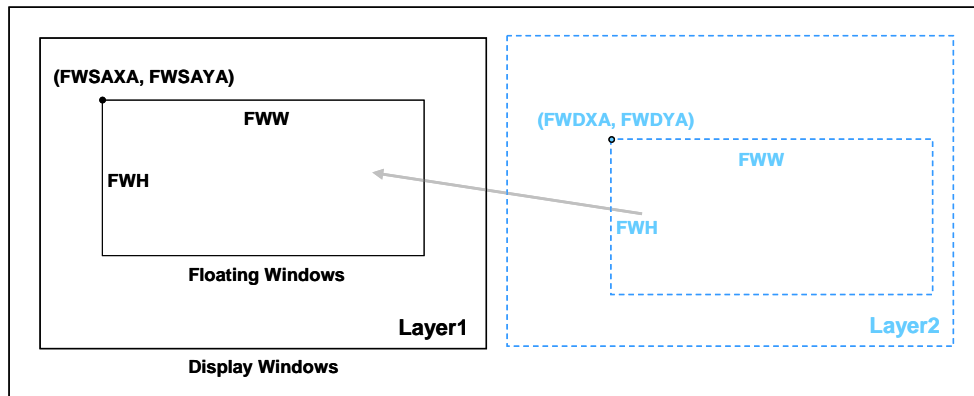 (FWSAXA, FWSAYA)
FWW
FWH
Floating Windows
Layer1
Display Windows
(FWDXA, FWDYA)
FWW
FWH
Layer2